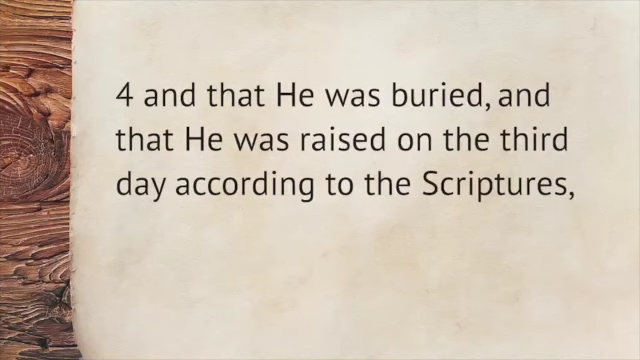 4 and that He was buried, and
that He was raised on the third
day according to the Scriptures,